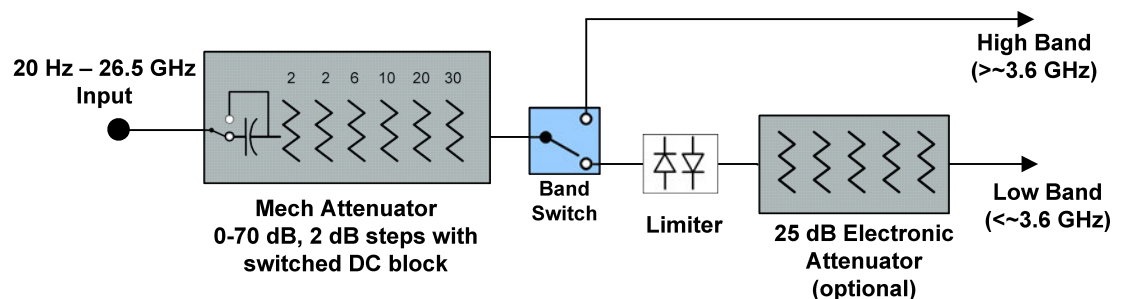 20 Hz – 26.5 GHz
Input
2 2 6 10 20 30
Mech Attenuator
0-70 dB, 2 dB steps with
switched DC block
Band
Switch
Limiter
25 dB Electronic
Attenuator
(optional)
High Band
(>~3.6 GHz)
Low Band
(<~3.6 GHz)